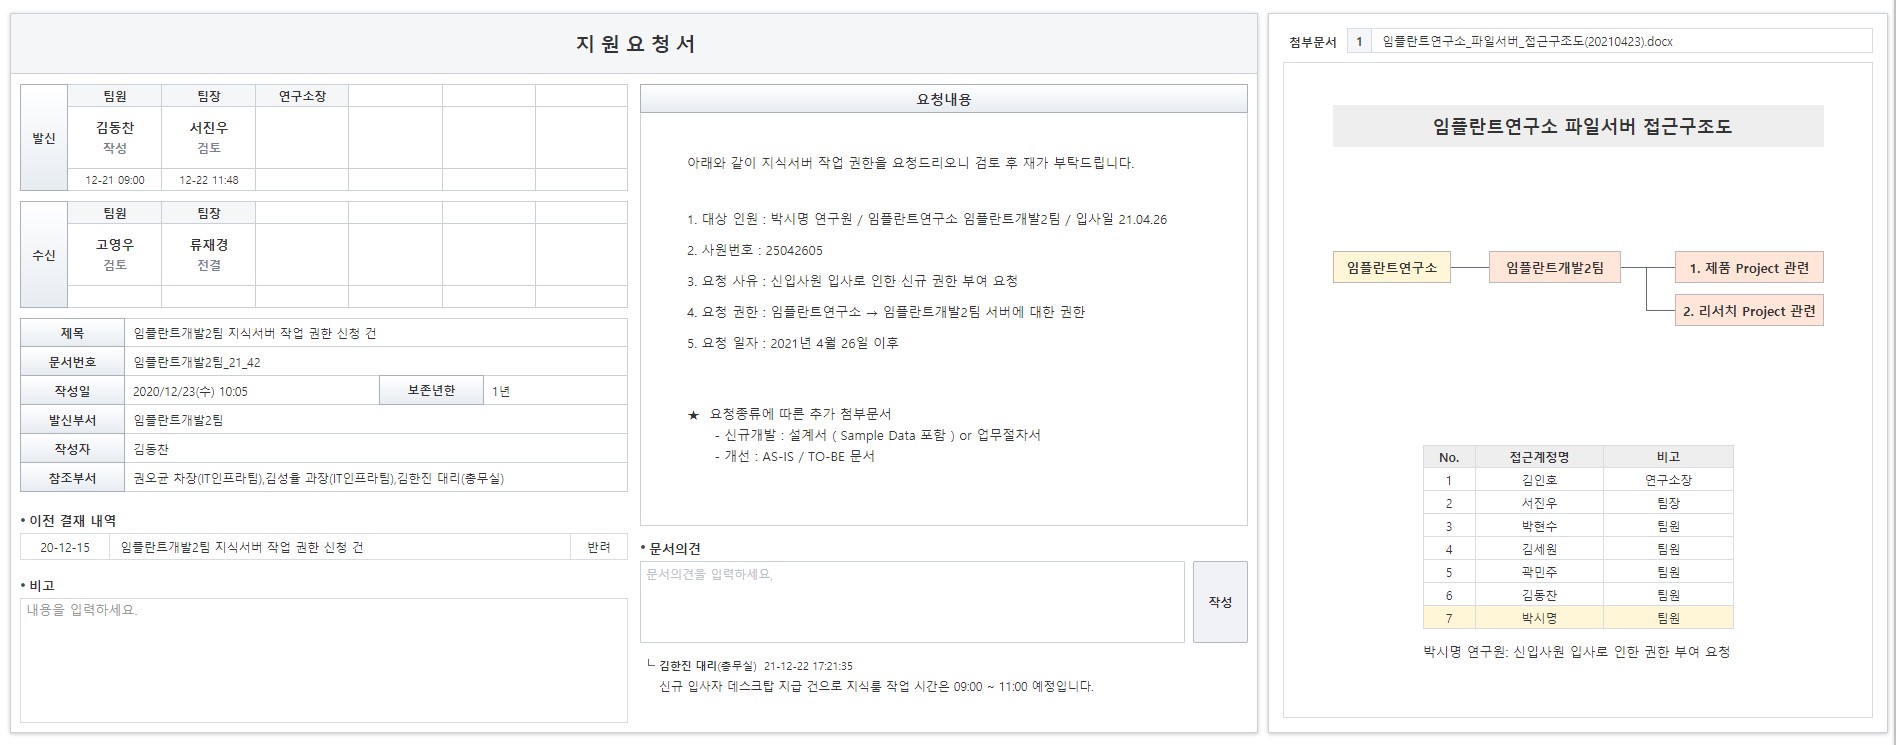 지 원 요 청 서
발신
팀원 팀장 연구소장
김동찬 서진우
작성 검토
12-21 09:00 12-22 11:48
수신
팀원 팀장
고영우 류재경
검토 전결
제목 임플란트개발2팀 지식서버 작업 권한 신청 건
문서번호 임플란트개발2팀_21_42
작성일 2020/12/23(수) 10:05 보존년한 1년
발신부서 임플란트개발2팀
작성자 김동찬
참조부서 권오균 차장(IT인프라팀),김성율 과장(IT인프라팀),김한진 대리(총무실)
• 이전 결재 내역
20-12-15 임플란트개발2팀 지식서버 작업 권한 신청 건 반려
• 비고
내용을 입력하세요.
요청내용
아래와 같이 지식서버 작업 권한을 요청드리오니 검토 후 재가 부탁드립니다.
1. 대상 인원 : 박시명 연구원 / 임플란트연구소 임플란트개발2팀 / 입사일 21.04.26
2. 사원번호 : 25042605
3. 요청 사유 : 신입사원 입사로 인한 신규 권한 부여 요청
4. 요청 권한 : 임플란트연구소 → 임플란트개발2팀 서버에 대한 권한
5. 요청 일자 : 2021년 4월 26일 이후
★ 요청종류에 따른 추가 첨부문서
- 신규개발 : 설계서 ( Sample Data 포함 ) or 업무절차서
- 개선 : AS-IS / TO-BE 문서
• 문서의견
문서의견을 입력하세요,
작성
└ 김한진 대리(총무실) 21-12-22 17:21:35
신규 입사자 데스크탑 지급 건으로 지식룸 작업 시간은 09:00 ~ 11:00 예정입니다.
첨부문서 1 임플란트연구소_파일서버_접근구조도(20210423).docx
임플란트연구소 파일서버 접근구조도
임플란트연구소 임플란트개발2팀 1. 제품 Project 관련
2. 리서치 Project 관련
No. 접근계정명 비고
1 김인호 연구소장
2 서진우 팀장
3 박현수 팀원
4 김세원 팀원
5 곽민주 팀원
6 김동찬 팀원
7 박시명 팀원
박시명 연구원: 신입사원 입사로 인한 권한 부여 요청